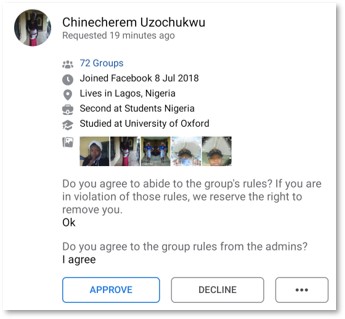 Chinecherem Uzochukwu
Requested 19 minutes ago
72 Groups
Joined Facebook 8 Jul 2018
Lives in Lagos, Nigeria
Second at Students Nigeria
Studied at University of Oxford
Do you agree to abide to the group's rules? If you are
in violation of those rules, we reserve the right to
remove you.
Ok
Do you agree to the group rules from the admins?
I agree
APPROVE
DECLINE
•••